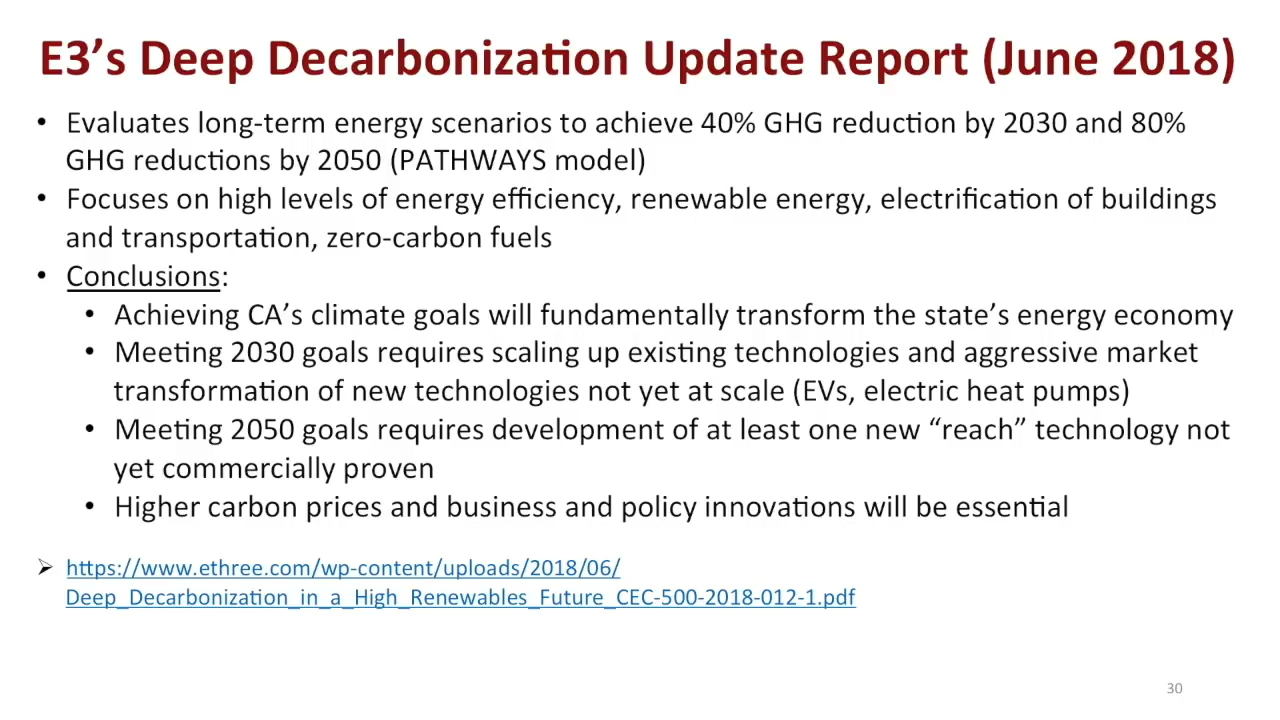 E3’s Deep Decarbonization Update Report (June 2018)
• Evaluates long-term energy scenarios to achieve 40% GHG reduction by 2030 and 80%
GHG reductions by 2050 (PATHWAYS model)
• Focuses on high levels of energy efficiency, renewable energy, electrification of buildings
and transportation, zero-carbon fuels
• Conclusions:
• Achieving CA’s climate goals will fundamentally transform the state’s energy economy
• Meeting 2030 goals requires scaling up existing technologies and aggressive market
transformation of new technologies not yet at scale (EVs, electric heat pumps)
• Meeting 2050 goals requires development of at least one new “reach” technology not
yet commercially proven
• Higher carbon prices and business and policy innovations will be essential
➢ https://www.ethree.com/wp-content/uploads/2018/06/
Deep_Decarbonization_in_a_High_Renewables_Future_CEC-500-2018-012-1.pdf
30